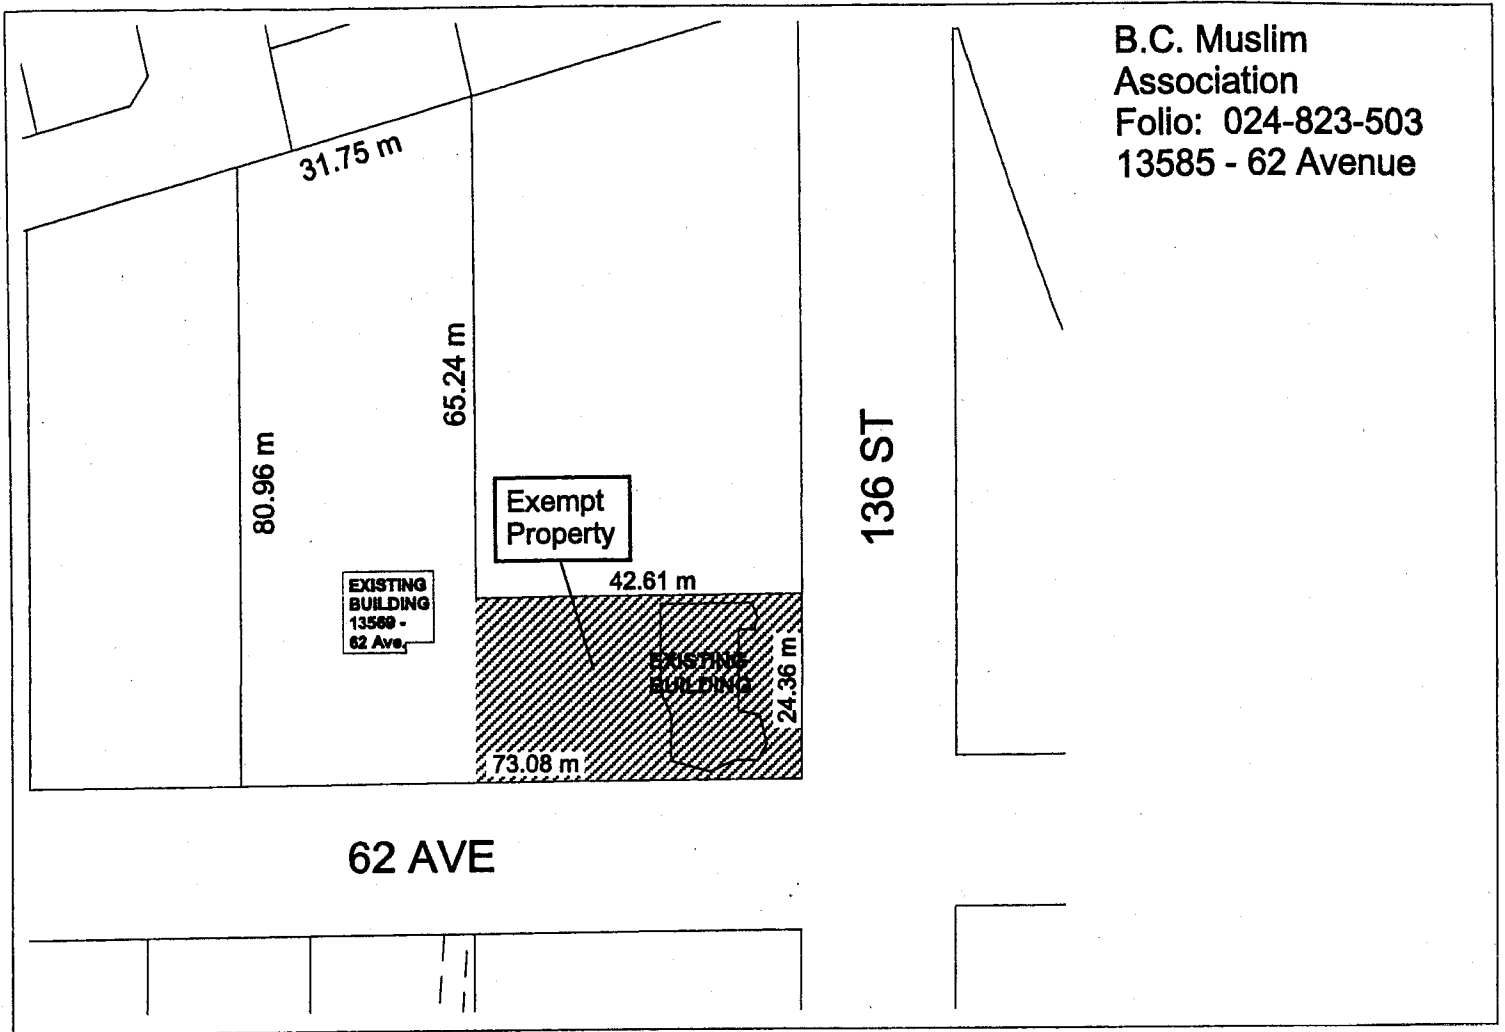 B.C. Muslim
Association
Folio: 024-823-503
13585 - 62 Avenue
31.75 m
65.24 m
80.96 m
136 ST
Exempt
Property
42.61 m
EXISTING
BUILDING
13569 -
62 Ave.
EXISTING
BUILDING
24.36 m
73.08 m
62 AVE